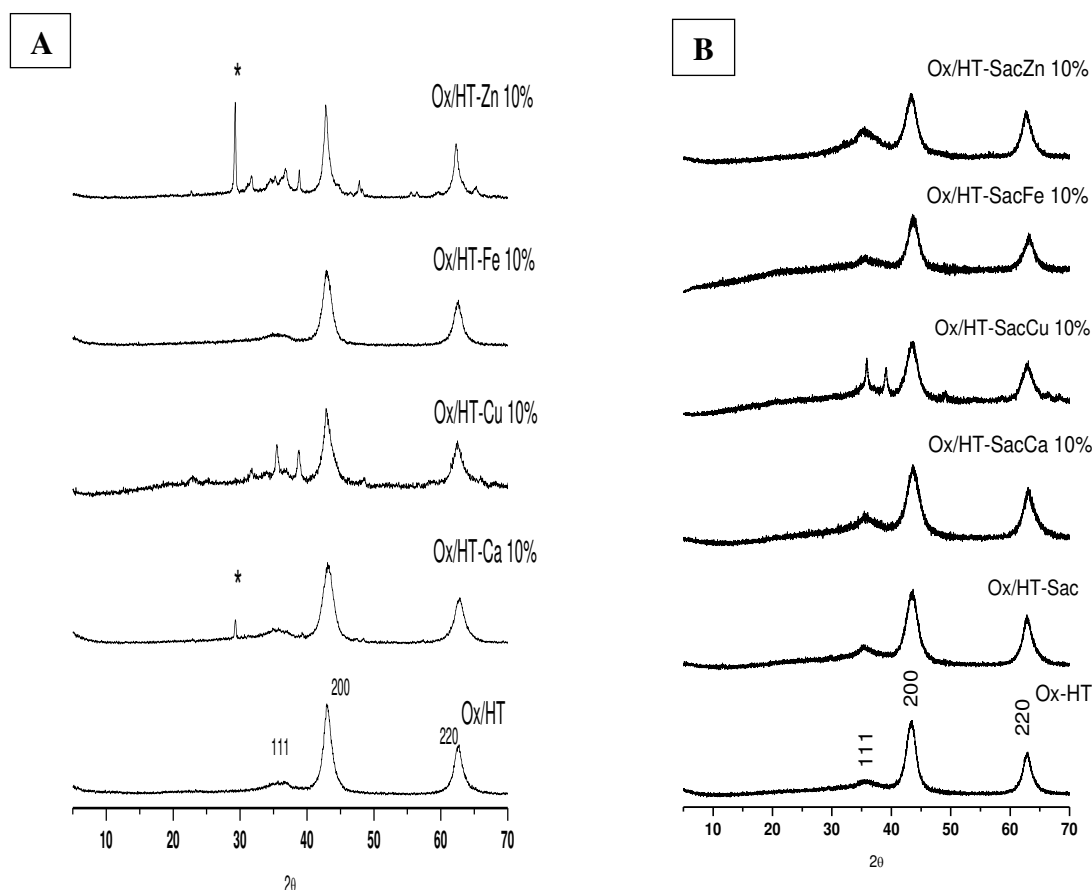 A
*
Ox/HT-Zn 10%
Ox/HT-Fe 10%
Ox/HT-Cu 10%
Ox/HT-Ca 10%
*
200
Ox/HT
111
220
10 20 30 40 50 60 70
2θ
B
Ox/HT-SacZn 10%
Ox/HT-SacFe 10%
Ox/HT-SacCu 10%
Ox/HT-SacCa 10%
Ox/HT-Sac
Ox-HT
111
200
220
10 20 30 40 50 60 70
2θ